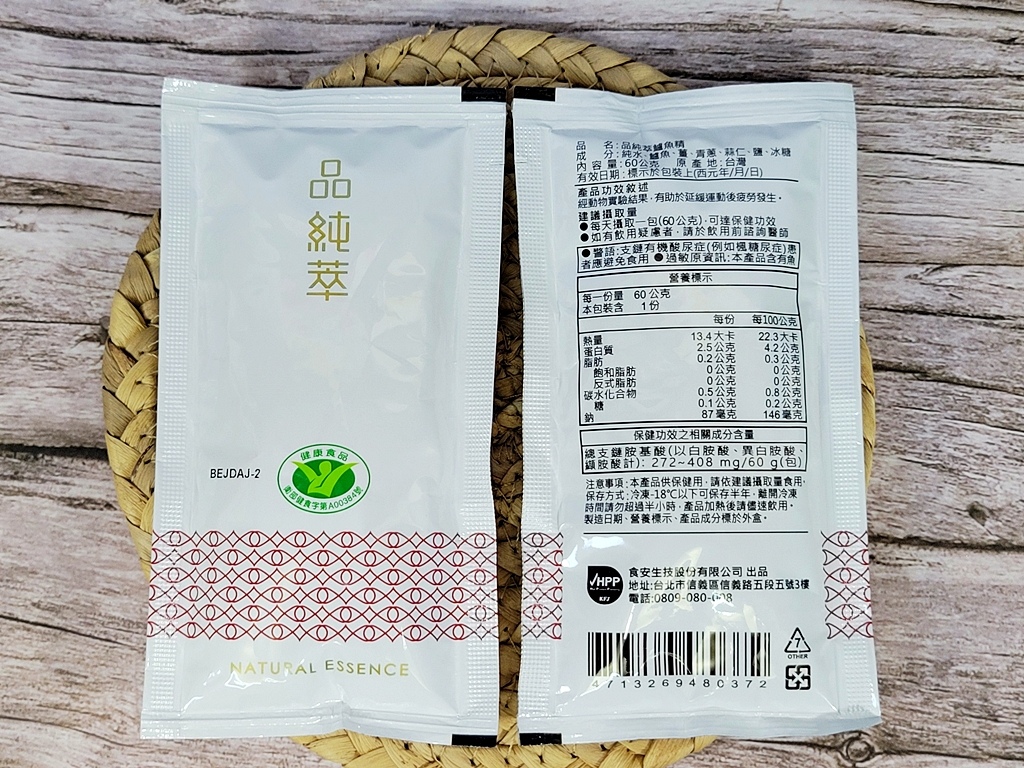 品
純
萃
BEJDAJ-2
健康食品
衛部健食字第A00384號
NATURAL ESSENCE
品　名:品純萃鱸魚精
成　分:純水、鱸魚、薑、青蔥、蒜仁、鹽、冰糖
內 容 量:60公克　原 產 地:台灣
有效日期:標示於包裝上(西元年/月/日)
產品功效敘述
經動物實驗結果，有助於延緩運動後疲勞發生。
建議攝取量
●每天攝取一包(60公克)，可達保健功效
●如有飲用疑慮者，請於飲用前諮詢醫師
●警語:支鏈有機酸尿症(例如楓糖尿症)患
者應避免食用 ●過敏原資訊:本產品含有魚
營養標示
每一份量 60 公克
本包裝含 1份
每份 每100公克
熱量 13.4 大卡 22.3大卡
蛋白質 2.5 公克 4.2公克
脂肪 0.2 公克 0.3公克
飽和脂肪 0 公克 0公克
反式脂肪 0 公克 0公克
碳水化合物 0.5 公克 0.8公克
糖 0.1 公克 0.2公克
鈉 87 毫克 146毫克
保健功效之相關成分含量
總支鏈胺基酸(以白胺酸、異白胺酸、
纈胺酸計): 272~408 mg/60 g(包)
注意事項:本產品供保健用，請依建議攝取量食用。
保存方式:冷凍-18℃以下可保存半年，離開冷凍
時間請勿超過半小時，產品加熱後請儘速飲用。
製造日期、營養標示、產品成分標於外盒。
HPP
食安生技股份有限公司 出品
地址:台北市信義區信義路五段五號3樓
電話:0809-080-008
4713269480372
7
OTHER